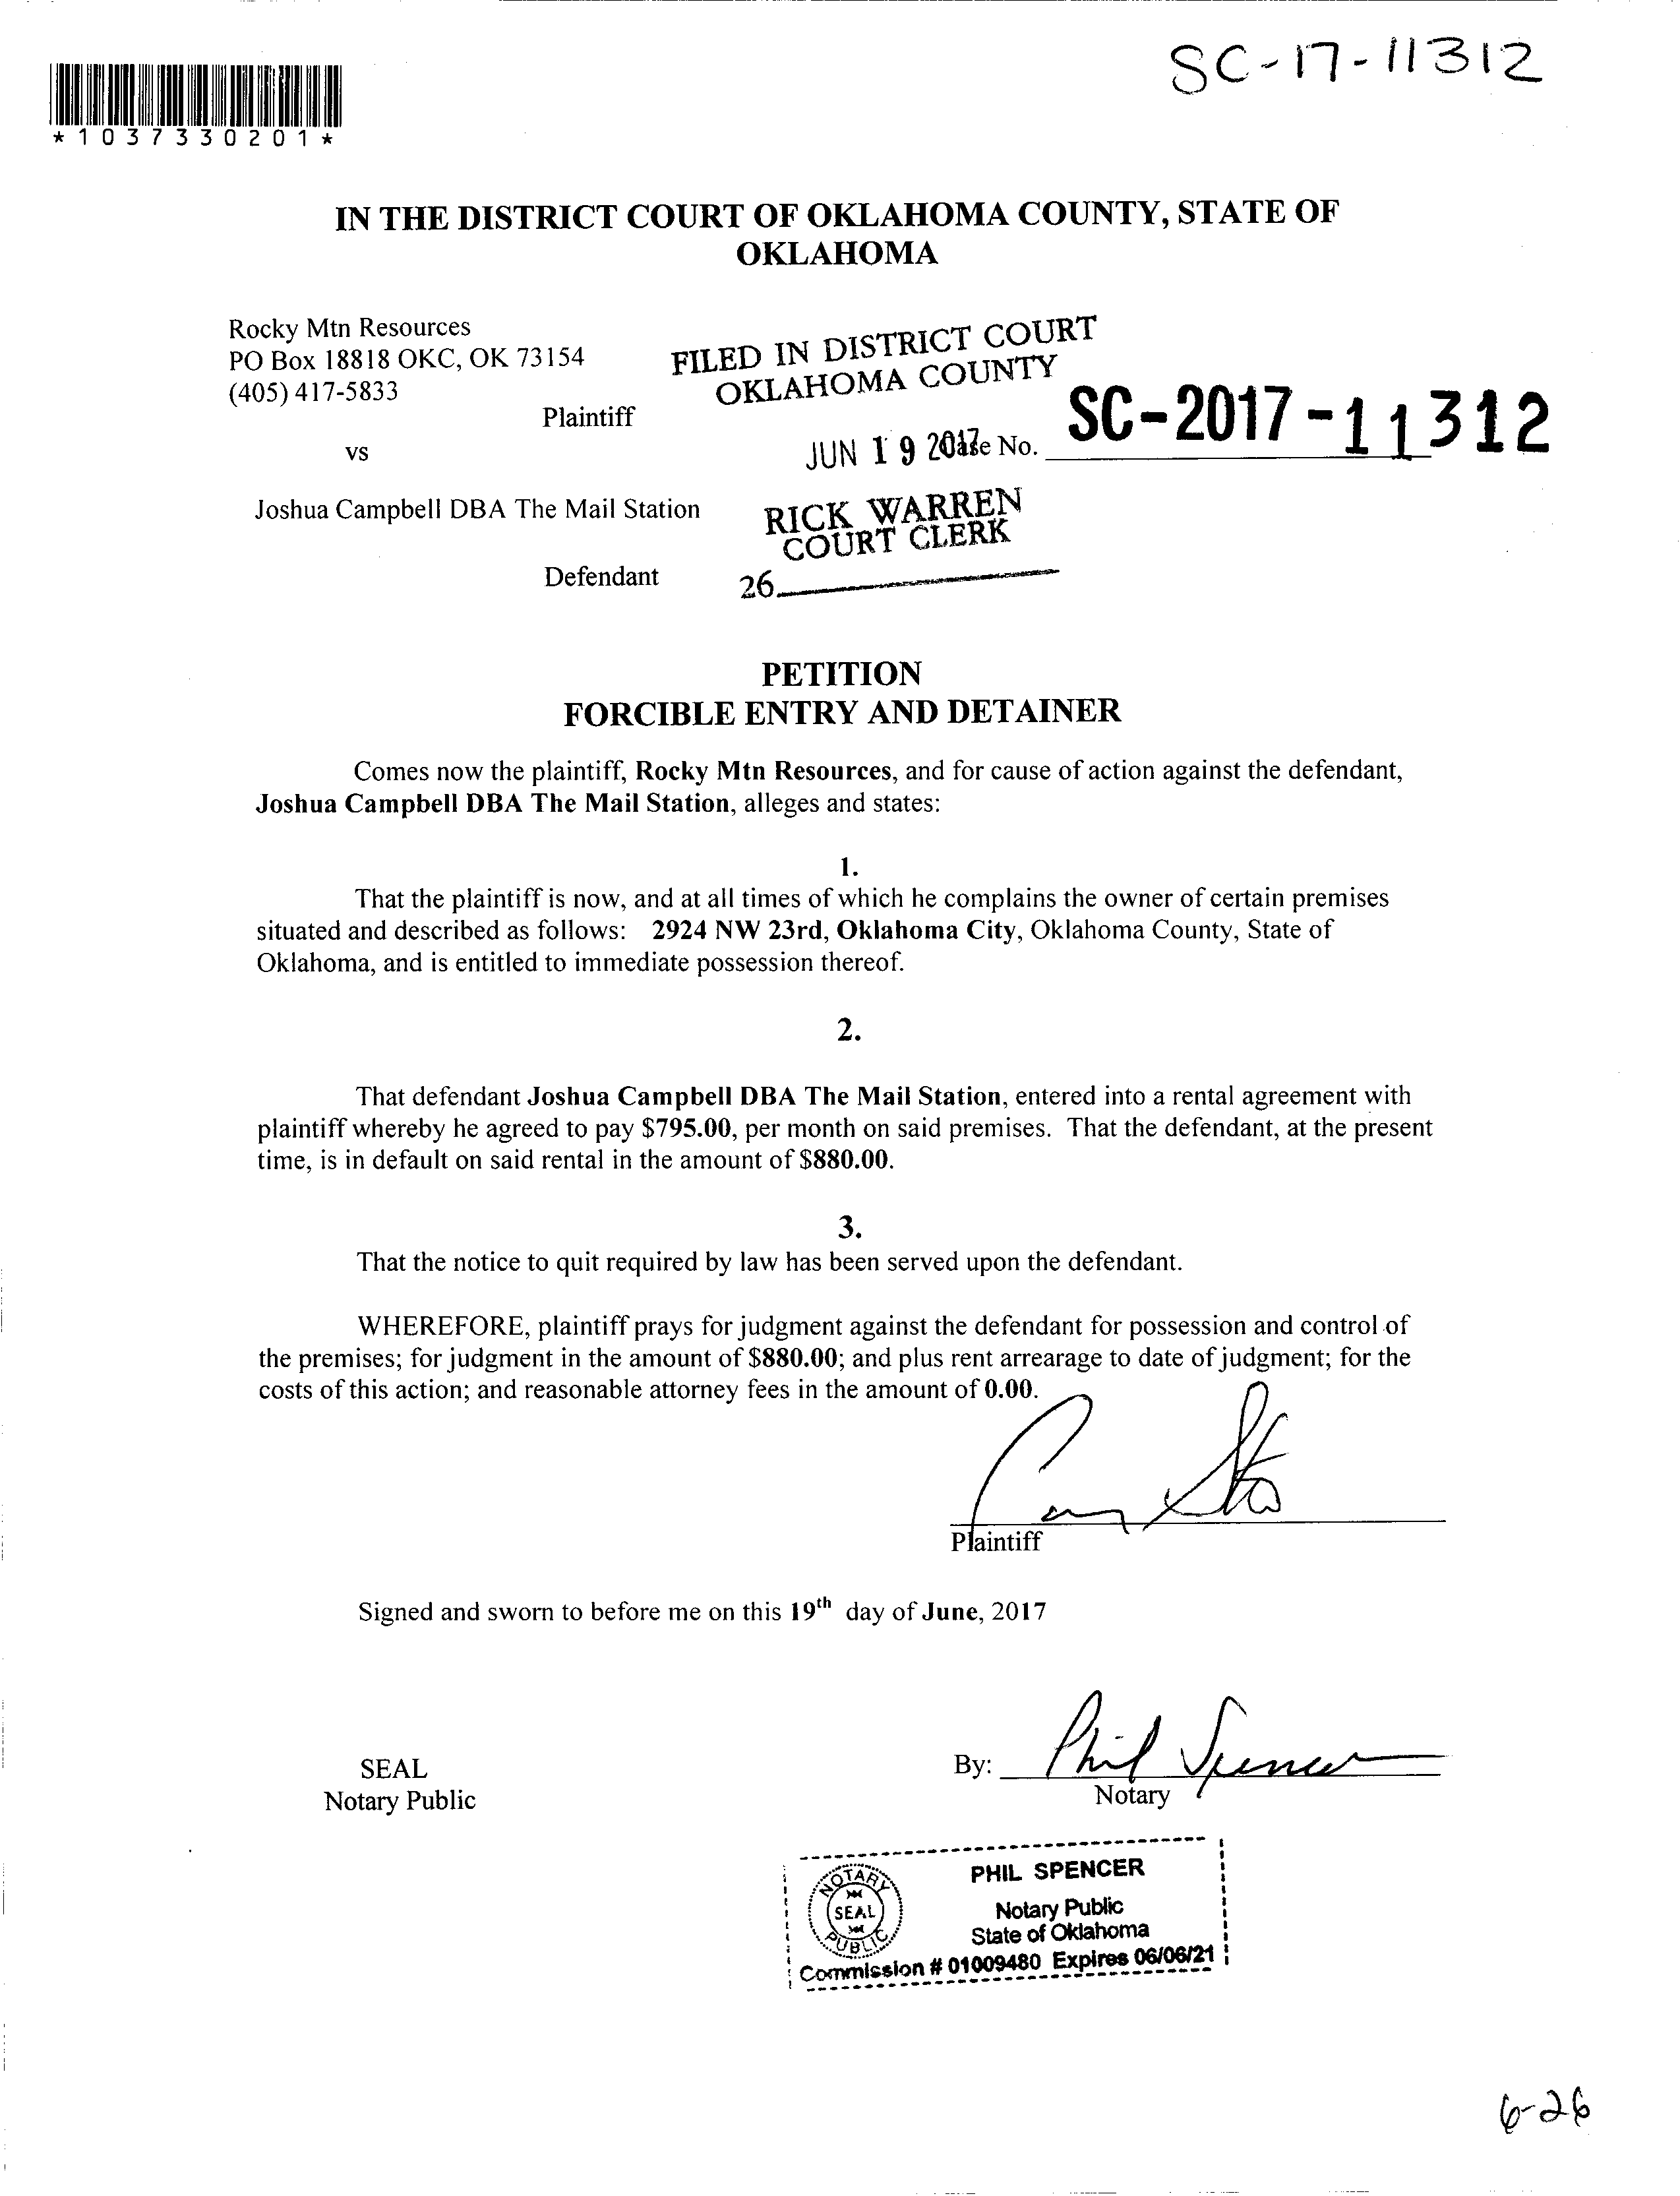 SC-17-11312
*1037330201*
IN THE DISTRICT COURT OF OKLAHOMA COUNTY, STATE OF
OKLAHOMA
Rocky Mtn Resources
PO Box 18818 OKC, OK 73154
(405) 417-5833
Plaintiff
vs
FILED IN DISTRICT COURT
OKLAHOMA COUNTY
JUN 19 2017
Case No. SC-2017-11312
Joshua Campbell DBA The Mail Station
RICK WARREN
COURT CLERK
Defendant
26
PETITION
FORCIBLE ENTRY AND DETAINER
Comes now the plaintiff, Rocky Mtn Resources, and for cause of action against the defendant,
Joshua Campbell DBA The Mail Station, alleges and states:
1.
That the plaintiff is now, and at all times of which he complains the owner of certain premises
situated and described as follows: 2924 NW 23rd, Oklahoma City, Oklahoma County, State of
Oklahoma, and is entitled to immediate possession thereof.
2.
That defendant Joshua Campbell DBA The Mail Station, entered into a rental agreement with
plaintiff whereby he agreed to pay $795.00, per month on said premises. That the defendant, at the present
time, is in default on said rental in the amount of $880.00.
3.
That the notice to quit required by law has been served upon the defendant.
WHEREFORE, plaintiff prays for judgment against the defendant for possession and control of
the premises; for judgment in the amount of $880.00; and plus rent arrearage to date of judgment; for the
costs of this action; and reasonable attorney fees in the amount of 0.00.
Plaintiff
Signed and sworn to before me on this 19th day of June, 2017
SEAL
Notary Public
By: Phil Spencer
Notary
NOTARY
SEAL
PUBLIC
PHIL SPENCER
Notary Public
State of Oklahoma
Commission # 01009480 Expires 06/06/21
6-26